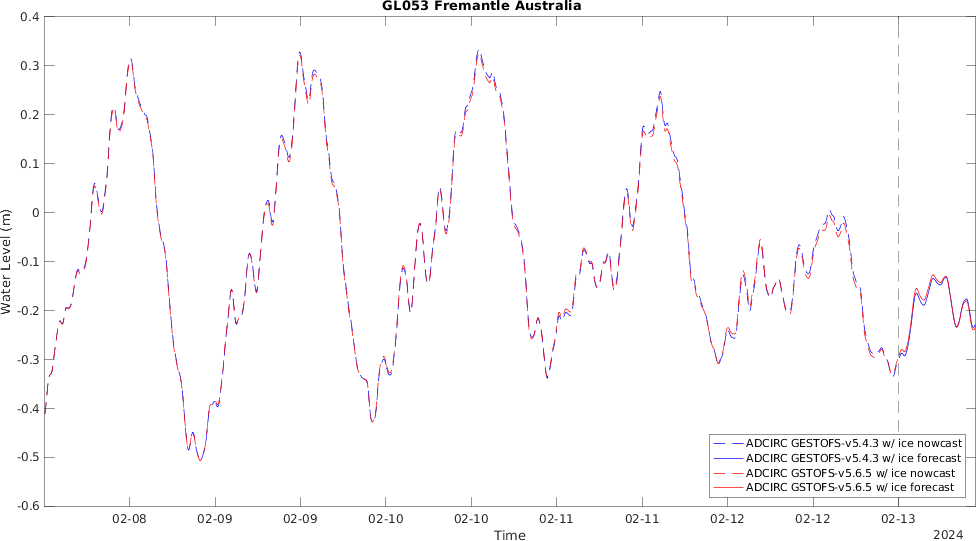 GL053 Fremantle Australia
0.4
0.3
0.2
0.1
0
-0.1
-0.2
-0.3
-0.4
-0.5
-0.6
Water Level (m)
ADCIRC GESTOFS-v5.4.3 w/ ice nowcast
ADCIRC GESTOFS-v5.4.3 w/ ice forecast
ADCIRC GSTOFS-v5.6.5 w/ ice nowcast
ADCIRC GSTOFS-v5.6.5 w/ ice forecast
02-08 02-09 02-09 02-10 02-10 02-11 02-11 02-12 02-12 02-13
Time
2024